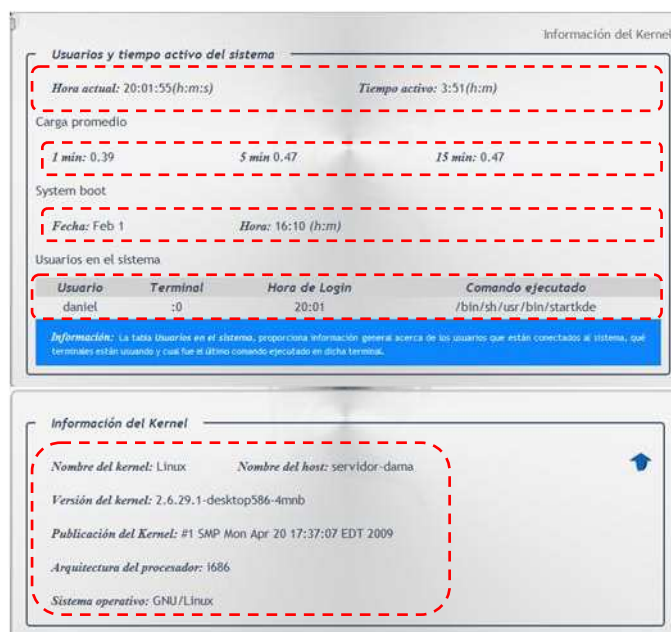 Información del Kernel
Usuarios y tiempo activo del sistema
Hora actual: 20:01:55(h:m:s) Tiempo activo: 3:51(h:m)
Carga promedio
1 min: 0.39 5 min 0.47 15 min: 0.47
System boot
Fecha: Feb 1 Hora: 16:10 (h:m)
Usuarios en el sistema
Usuario Terminal Hora de Login Comando ejecutado
daniel :0 20:01 /bin/sh/usr/bin/startkde
Información: La tabla Usuarios en el sistema, proporciona información general acerca de los usuarios que están conectados al sistema, qué
terminales están usuando y cual fue el último comando ejecutado en dicha terminal.
Información del Kernel
Nombre del kernel: Linux Nombre del host: servidor-dama
Versión del kernel: 2.6.29.1-desktop586-4mnb
Publicación del Kernel: #1 SMP Mon Apr 20 17:37:07 EDT 2009
Arquitectura del procesador: i686
Sistema operativo: GNU/Linux